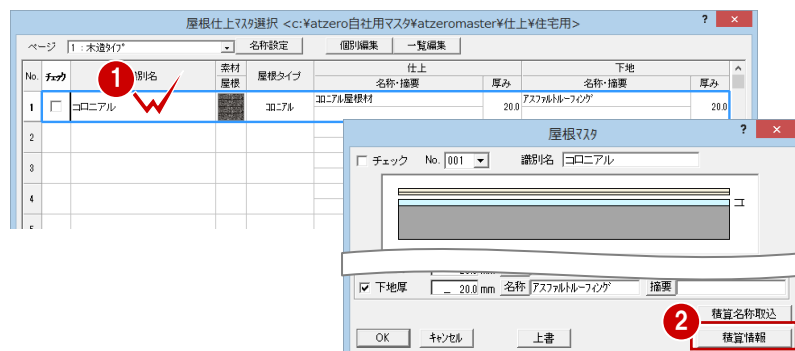 屋根仕上ﾏｽﾀ選択 <c:¥atzero自社用マスタ¥atzeromaster¥仕上¥住宅用> ? ×
ページ 1：木造ﾀｲﾌﾟ 名称設定 個別編集 一覧編集
No. ﾁｪｯｸ 別名 素材 屋根 屋根タイプ 仕上 下地
名称・摘要 厚み 名称・摘要 厚み
1 コロニアル ｺﾛﾆｱﾙ ｺﾛﾆｱﾙ屋根材 20.0 ｱｽﾌｧﾙﾄﾙｰﾌｨﾝｸﾞ 20.0
2
3
4
1
屋根ﾏｽﾀ ? ×
チェック No. 001 識別名 コロニアル
下地厚 20.0 mm 名称 ｱｽﾌｧﾙﾄﾙｰﾌｨﾝｸﾞ 摘要
積算名称取込
2
OK ｷｬﾝｾﾙ 上書 積算情報